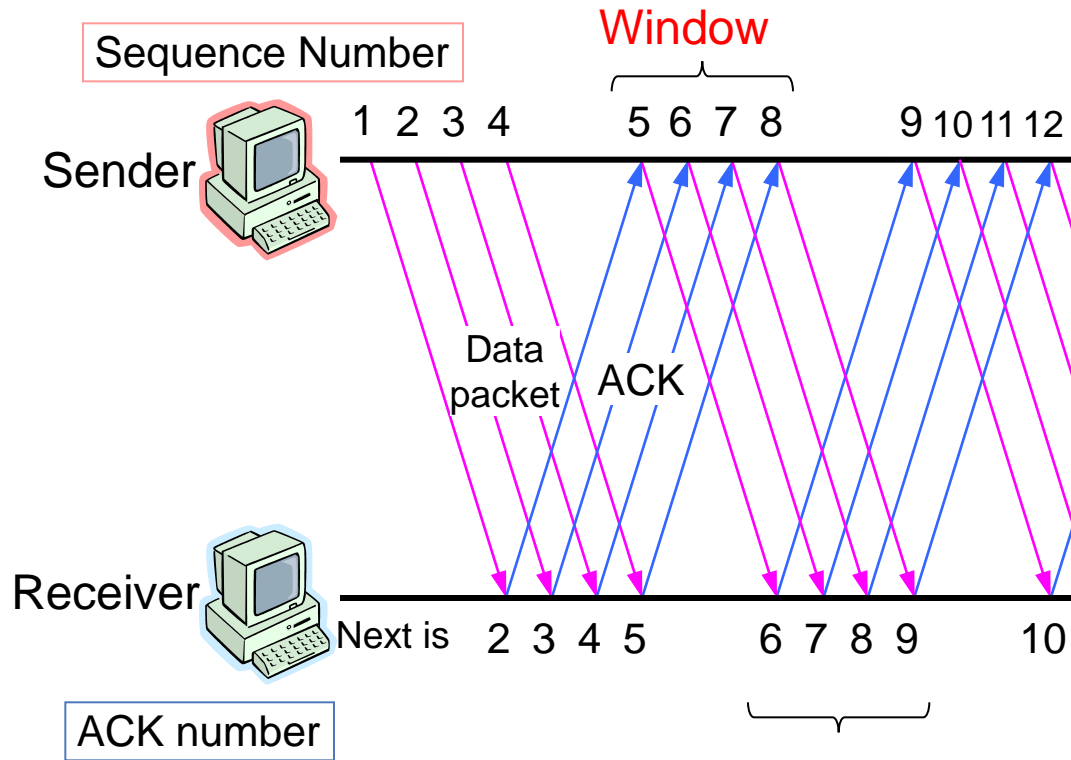 Window
Sequence Number
1 2 3 4 5 6 7 8 9 10 11 12
Sender
Data
packet
ACK
Receiver
Next is 2 3 4 5 6 7 8 9 10
ACK number